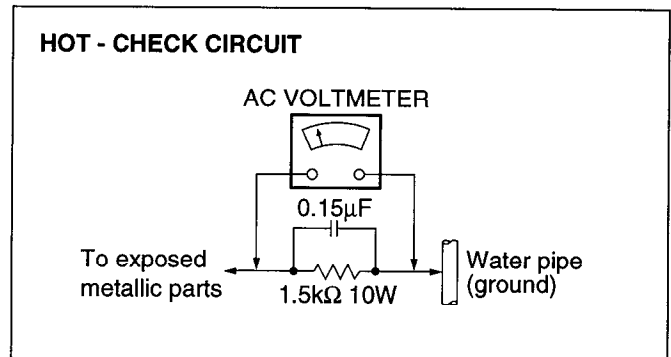 HOT - CHECK CIRCUIT
AC VOLTMETER
0.15μF
To exposed
metallic parts
1.5kΩ 10W
Water pipe
(ground)